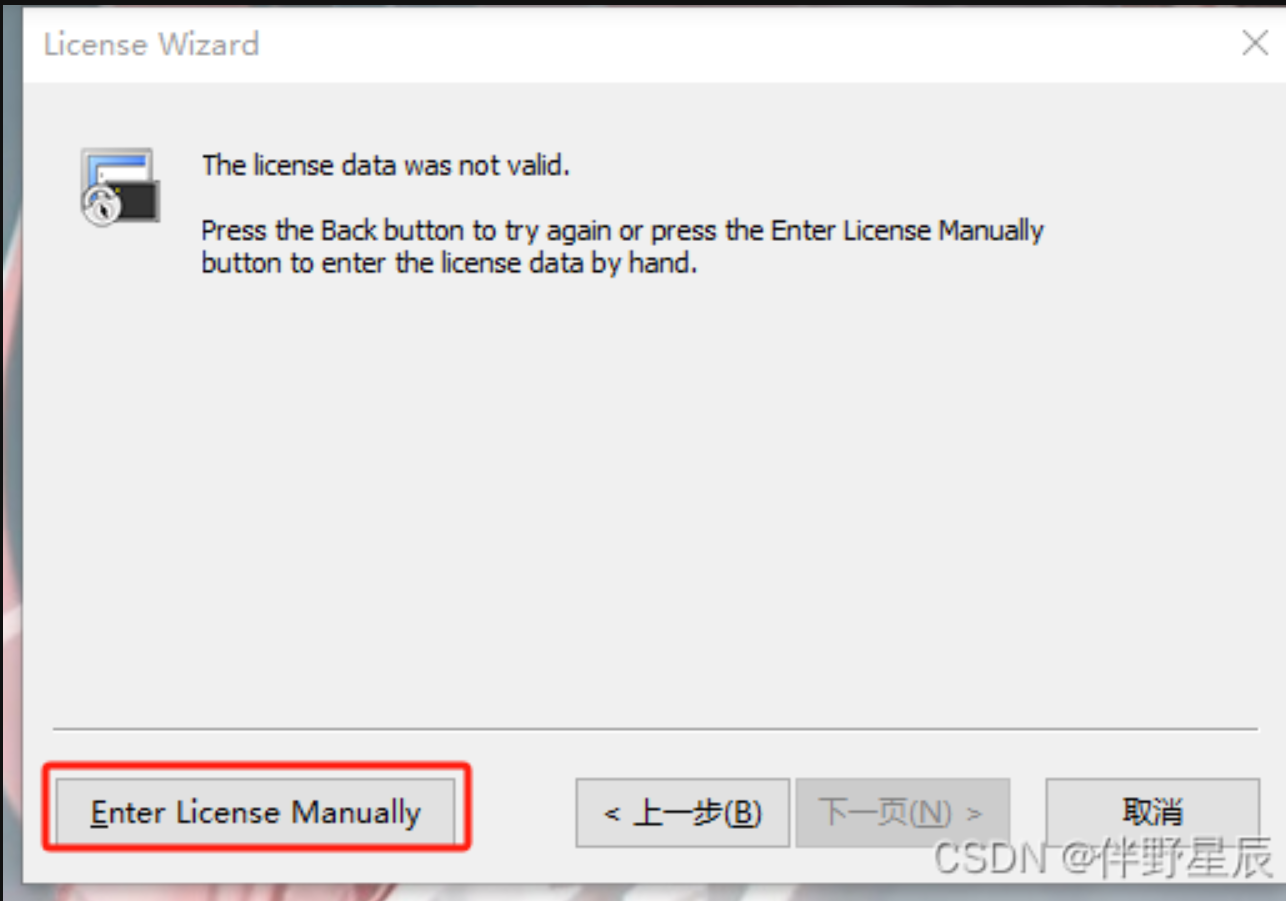 License Wizard
The license data was not valid.
Press the Back button to try again or press the Enter License Manually
button to enter the license data by hand.
Enter License Manually
< 上一步(B)
下一页(N) >
取消
CSDN @伴野星辰